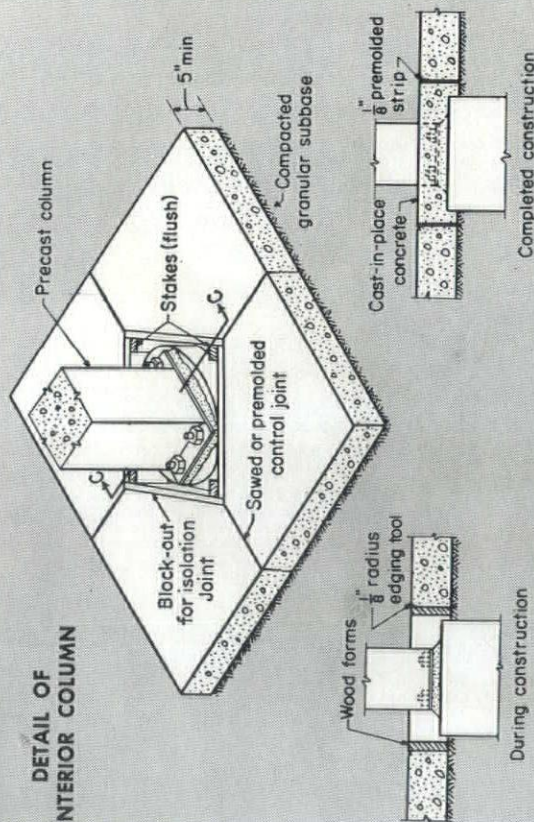 DETAIL OF
NTERIOR COLUMN
Precast column
5" min
C
C
Block-out
for isolation
joint
Stakes (flush)
Compacted
granular subbase
Sawed or premolded
control joint
Wood forms
1/8" radius
edging tool
During construction
Cast-in-place
concrete
1/8" premolded
strip
Completed construction